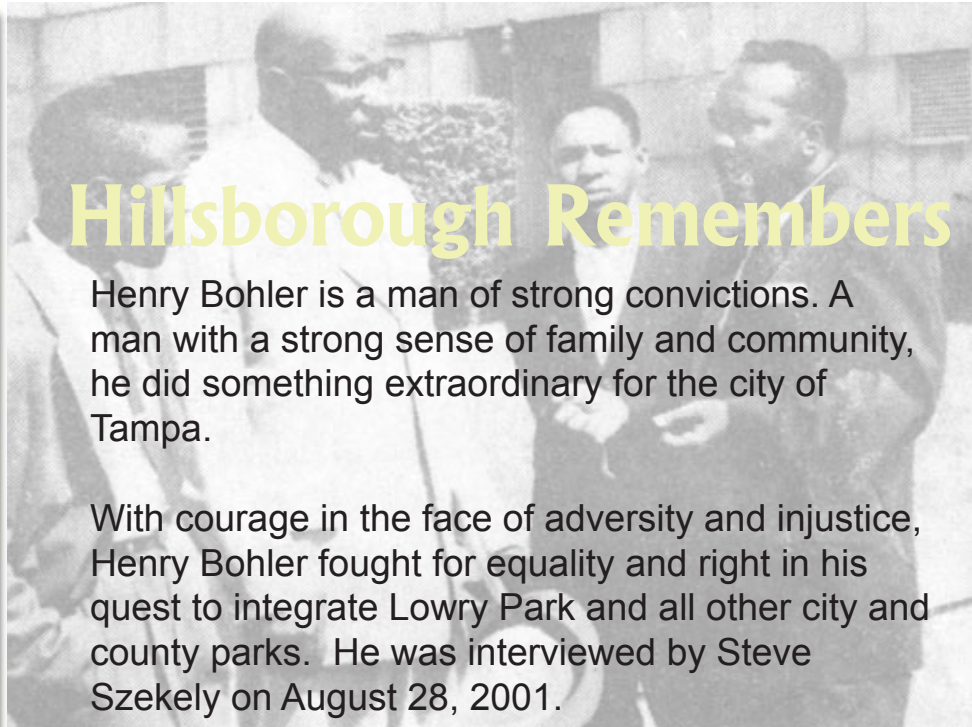 Hillsborough Remembers
Henry Bohler is a man of strong convictions. A
man with a strong sense of family and community,
he did something extraordinary for the city of
Tampa.
With courage in the face of adversity and injustice,
Henry Bohler fought for equality and right in his
quest to integrate Lowry Park and all other city and
county parks.  He was interviewed by Steve
Szekely on August 28, 2001.